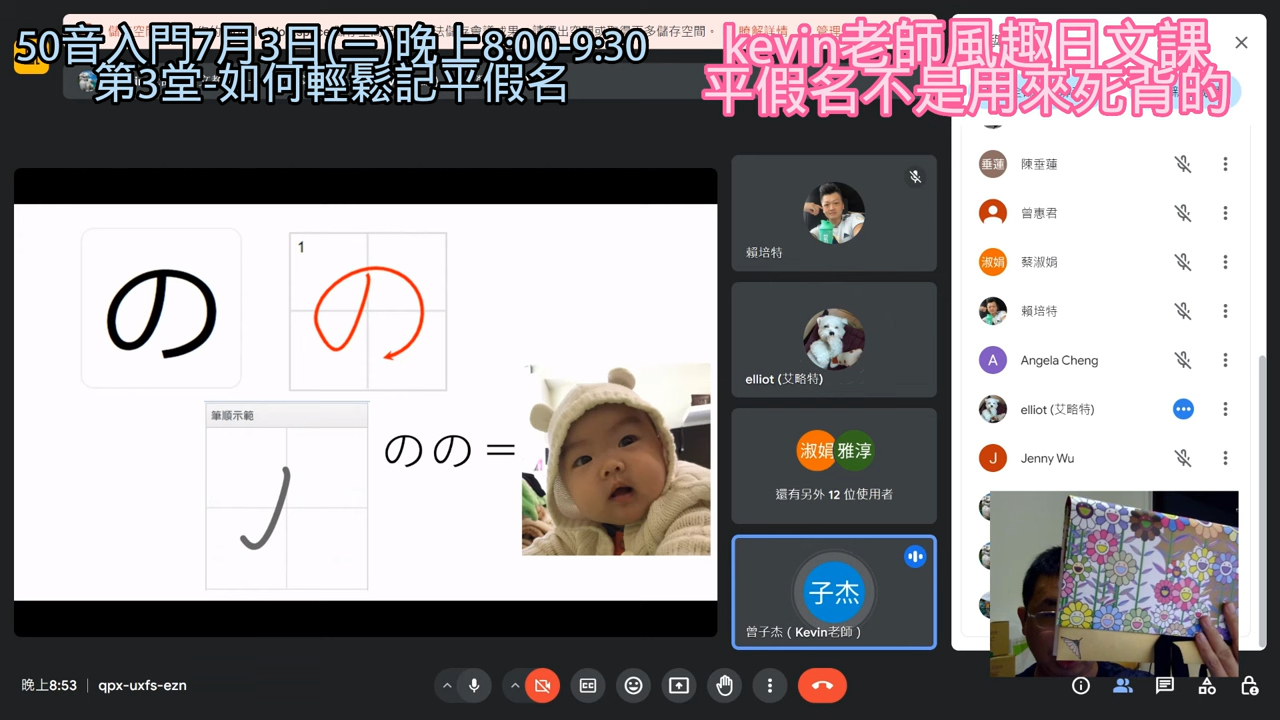 50音入門7月3日(三)晚上8:00-9:30
第3堂-如何輕鬆記平假名
kevin老師風趣日文課
平假名不是用來死背的
の
1
筆順示範
のの＝
賴培特
elliot (艾略特)
淑娟
雅淳
還有另外 12 位使用者
子杰
曾子杰 ( Kevin老師 )
垂蓮
陳垂蓮
曾惠君
淑娟
蔡淑娟
賴培特
A
Angela Cheng
elliot (艾略特)
J
Jenny Wu
晚上8:53
qpx-uxfs-ezn